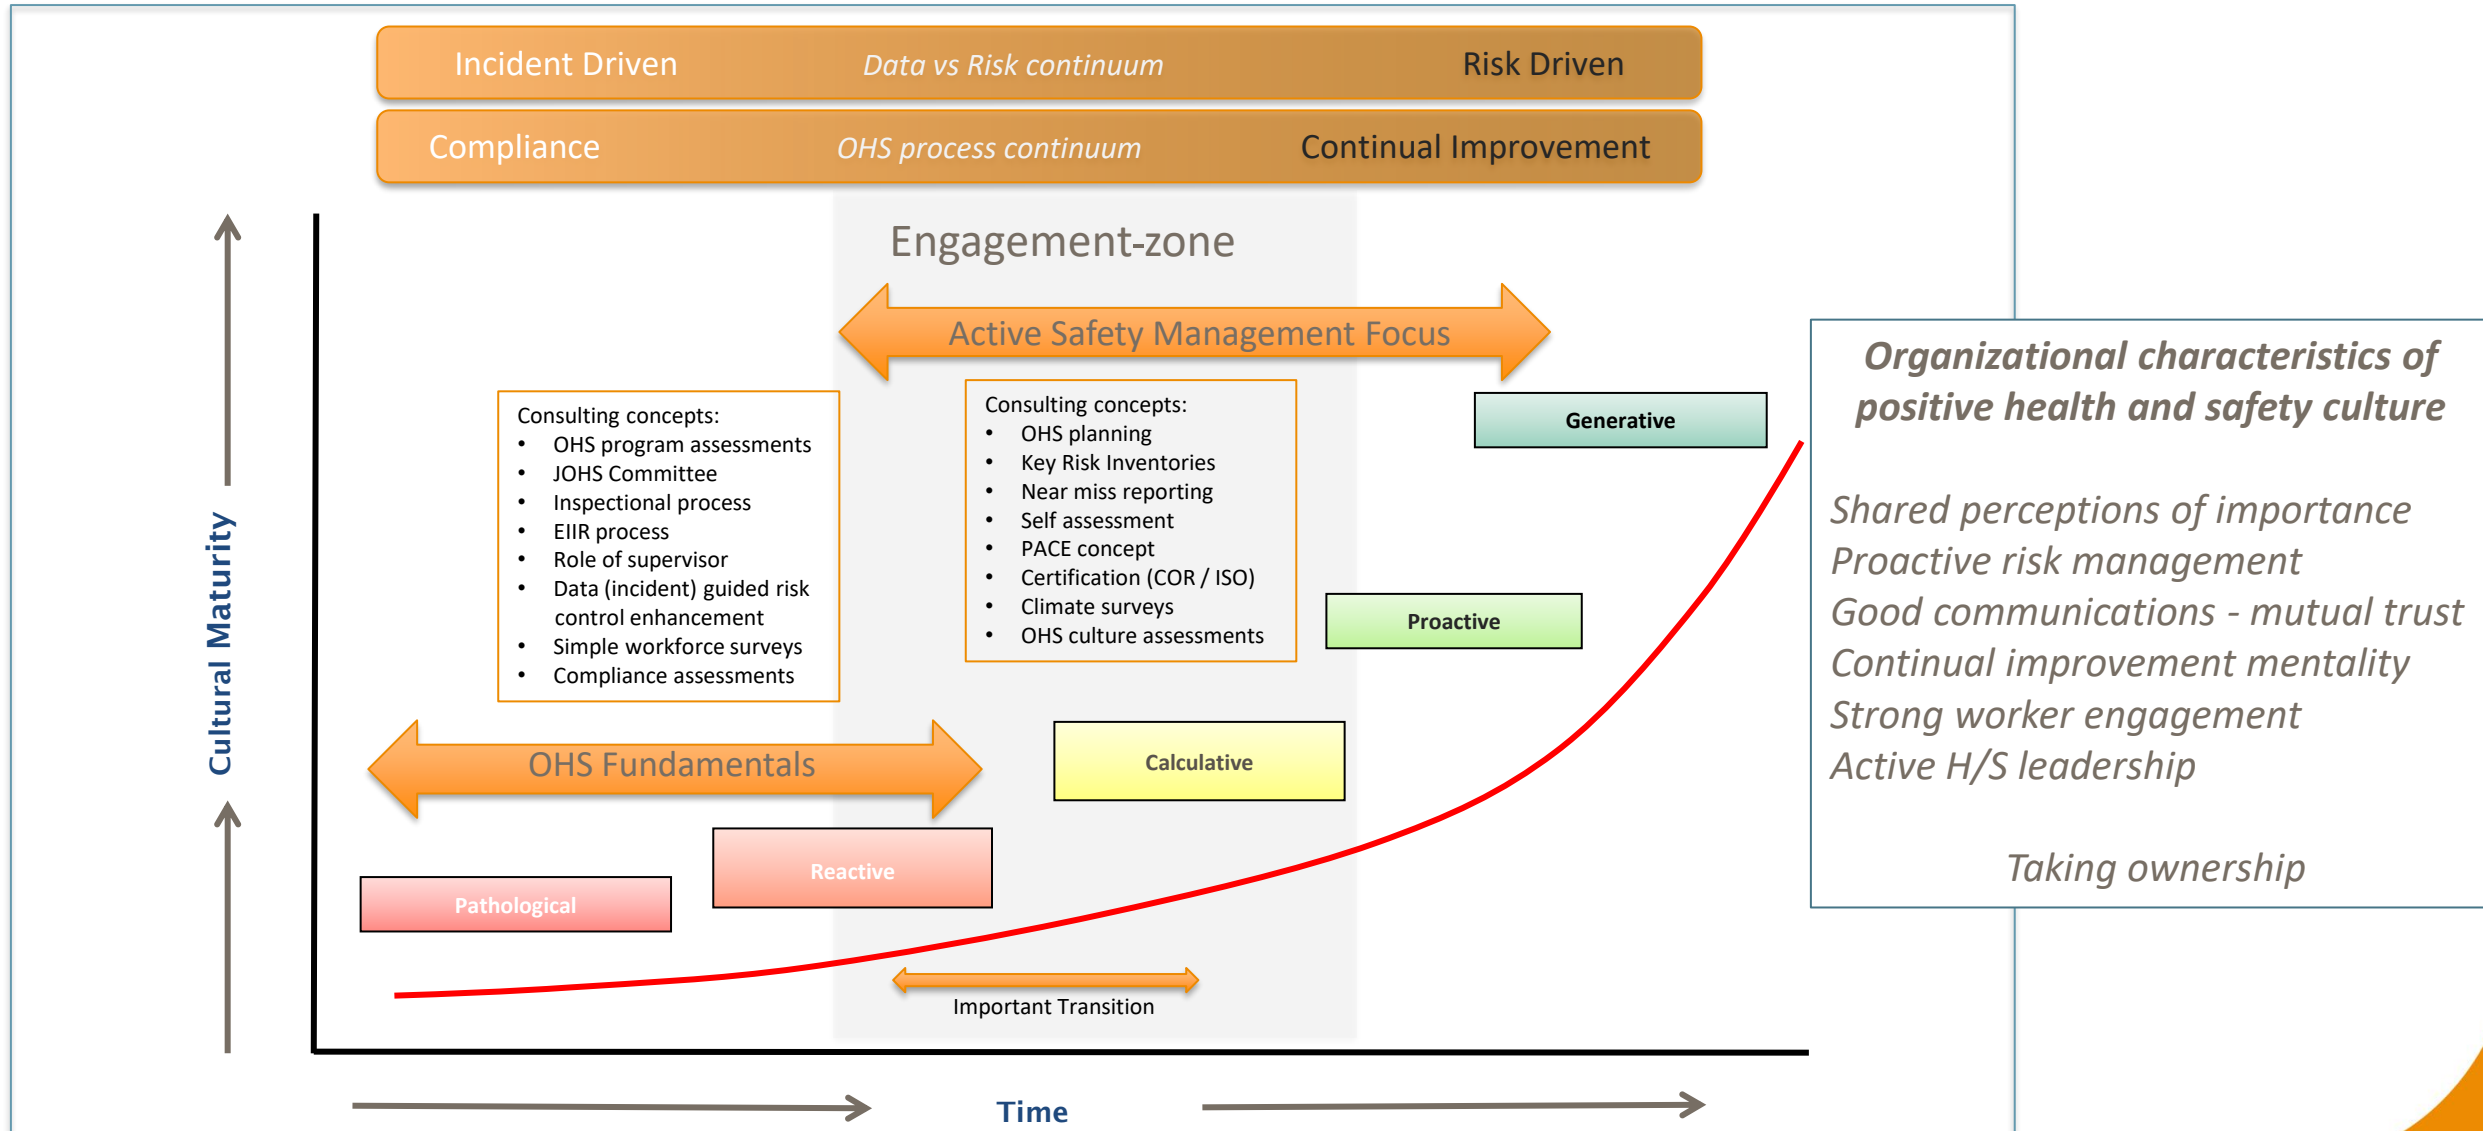 Incident Driven
Data vs Risk continuum
Risk Driven
Compliance
OHS process continuum
Continual Improvement
Engagement-zone
Active Safety Management Focus
Consulting concepts:
• OHS program assessments
• JOHS Committee
• Inspectional process
• EIIR process
• Role of supervisor
• Data (incident) guided risk
control enhancement
• Simple workforce surveys
• Compliance assessments
Consulting concepts:
• OHS planning
• Key Risk Inventories
• Near miss reporting
• Self assessment
• PACE concept
• Certification (COR / ISO)
• Climate surveys
• OHS culture assessments
Generative
Proactive
Calculative
OHS Fundamentals
Reactive
Pathological
Important Transition
Cultural Maturity
Time
Organizational characteristics of
positive health and safety culture
Shared perceptions of importance
Proactive risk management
Good communications - mutual trust
Continual improvement mentality
Strong worker engagement
Active H/S leadership
Taking ownership